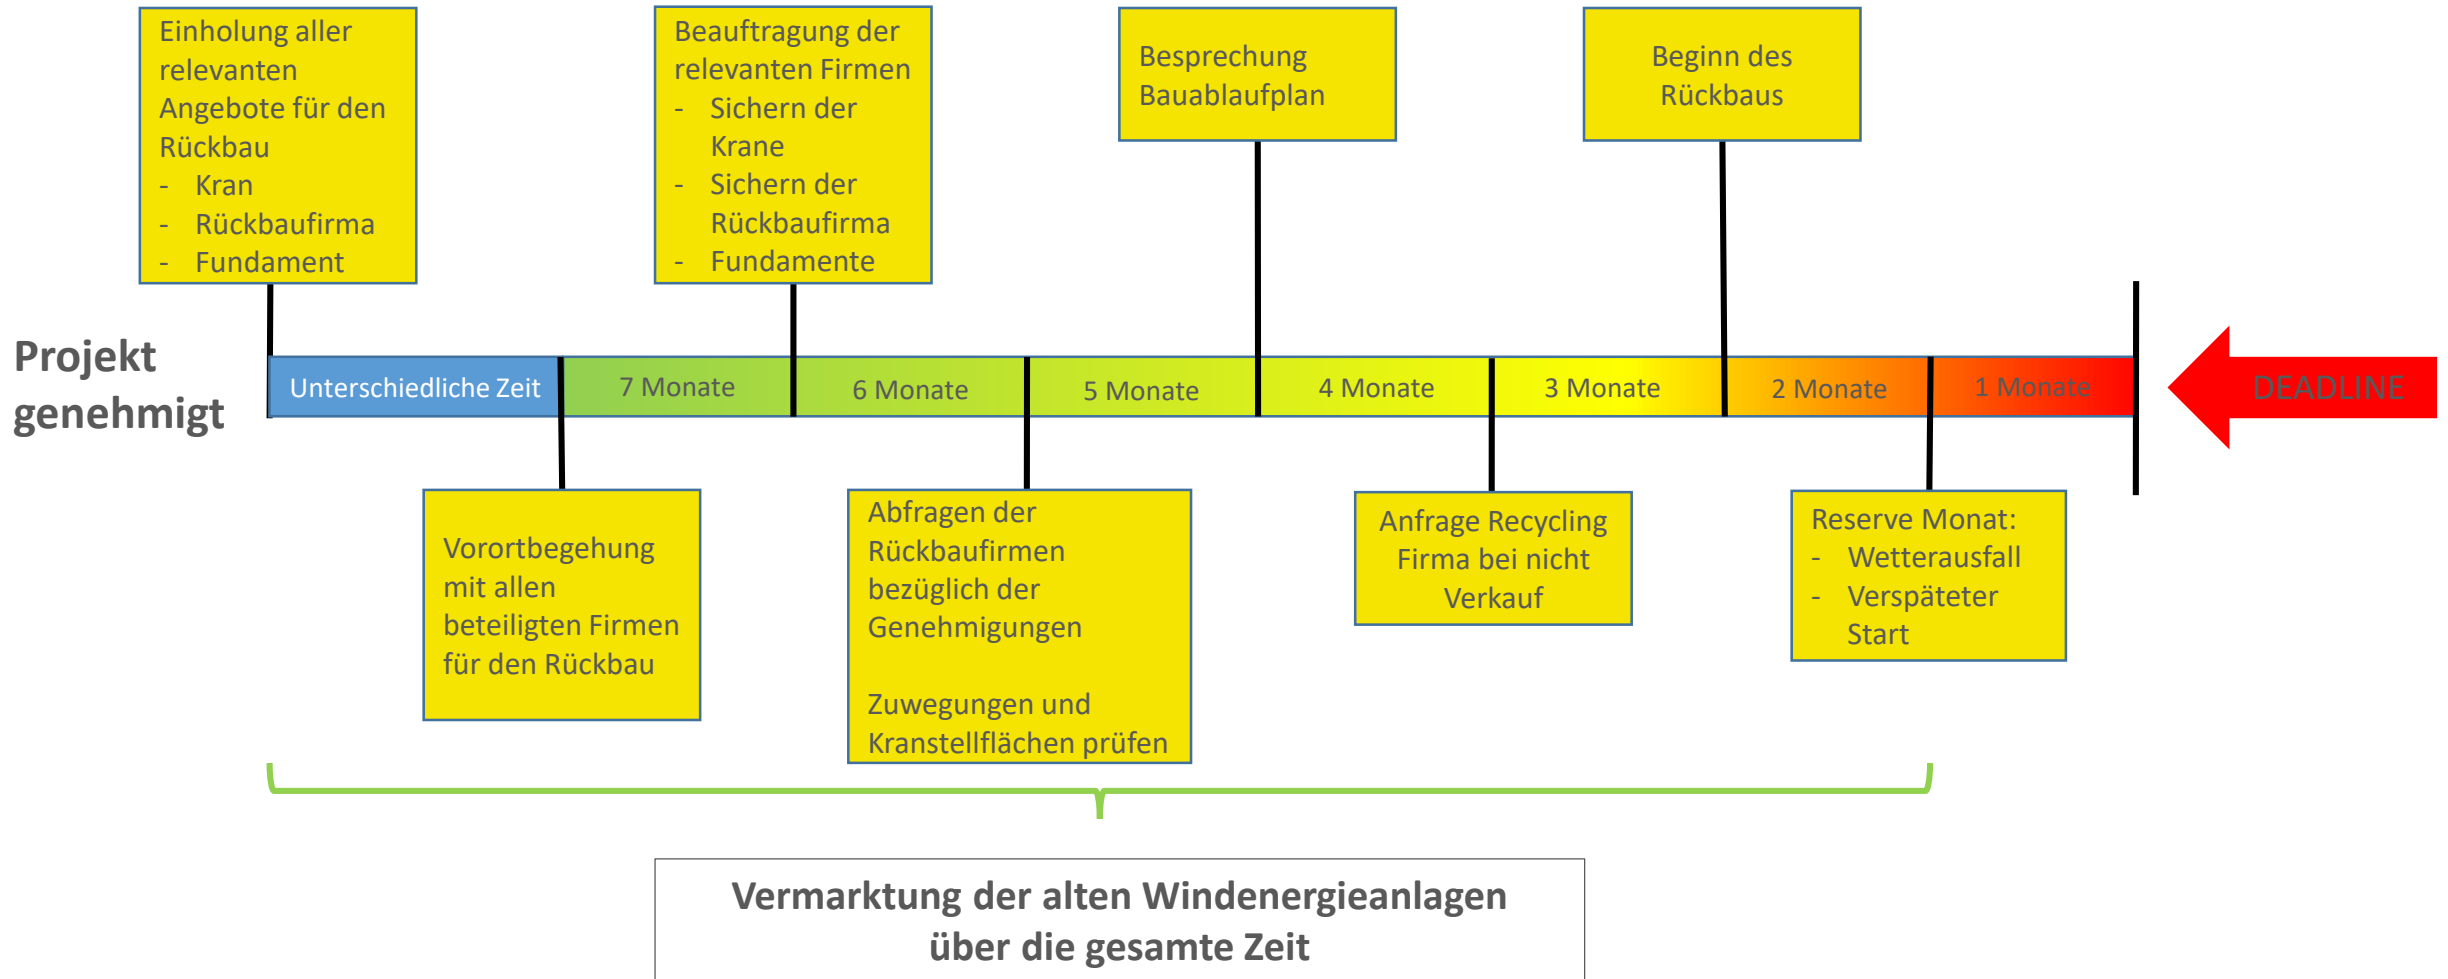 Einholung aller
relevanten
Angebote für den
Rückbau
- Kran
- Rückbaufirma
- Fundament
Beauftragung der
relevanten Firmen
- Sichern der
Krane
- Sichern der
Rückbaufirma
- Fundamente
Besprechung
Bauablaufplan
Beginn des
Rückbaus
Projekt
genehmigt
Unterschiedliche Zeit
7 Monate
6 Monate
5 Monate
4 Monate
3 Monate
2 Monate
1 Monate
DEADLINE
Vorortbegehung
mit allen
beteiligten Firmen
für den Rückbau
Abfragen der
Rückbaufirmen
bezüglich der
Genehmigungen
Zuwegungen und
Kranstellflächen prüfen
Anfrage Recycling
Firma bei nicht
Verkauf
Reserve Monat:
- Wetterausfall
- Verspäteter
Start
Vermarktung der alten Windenergieanlagen
über die gesamte Zeit